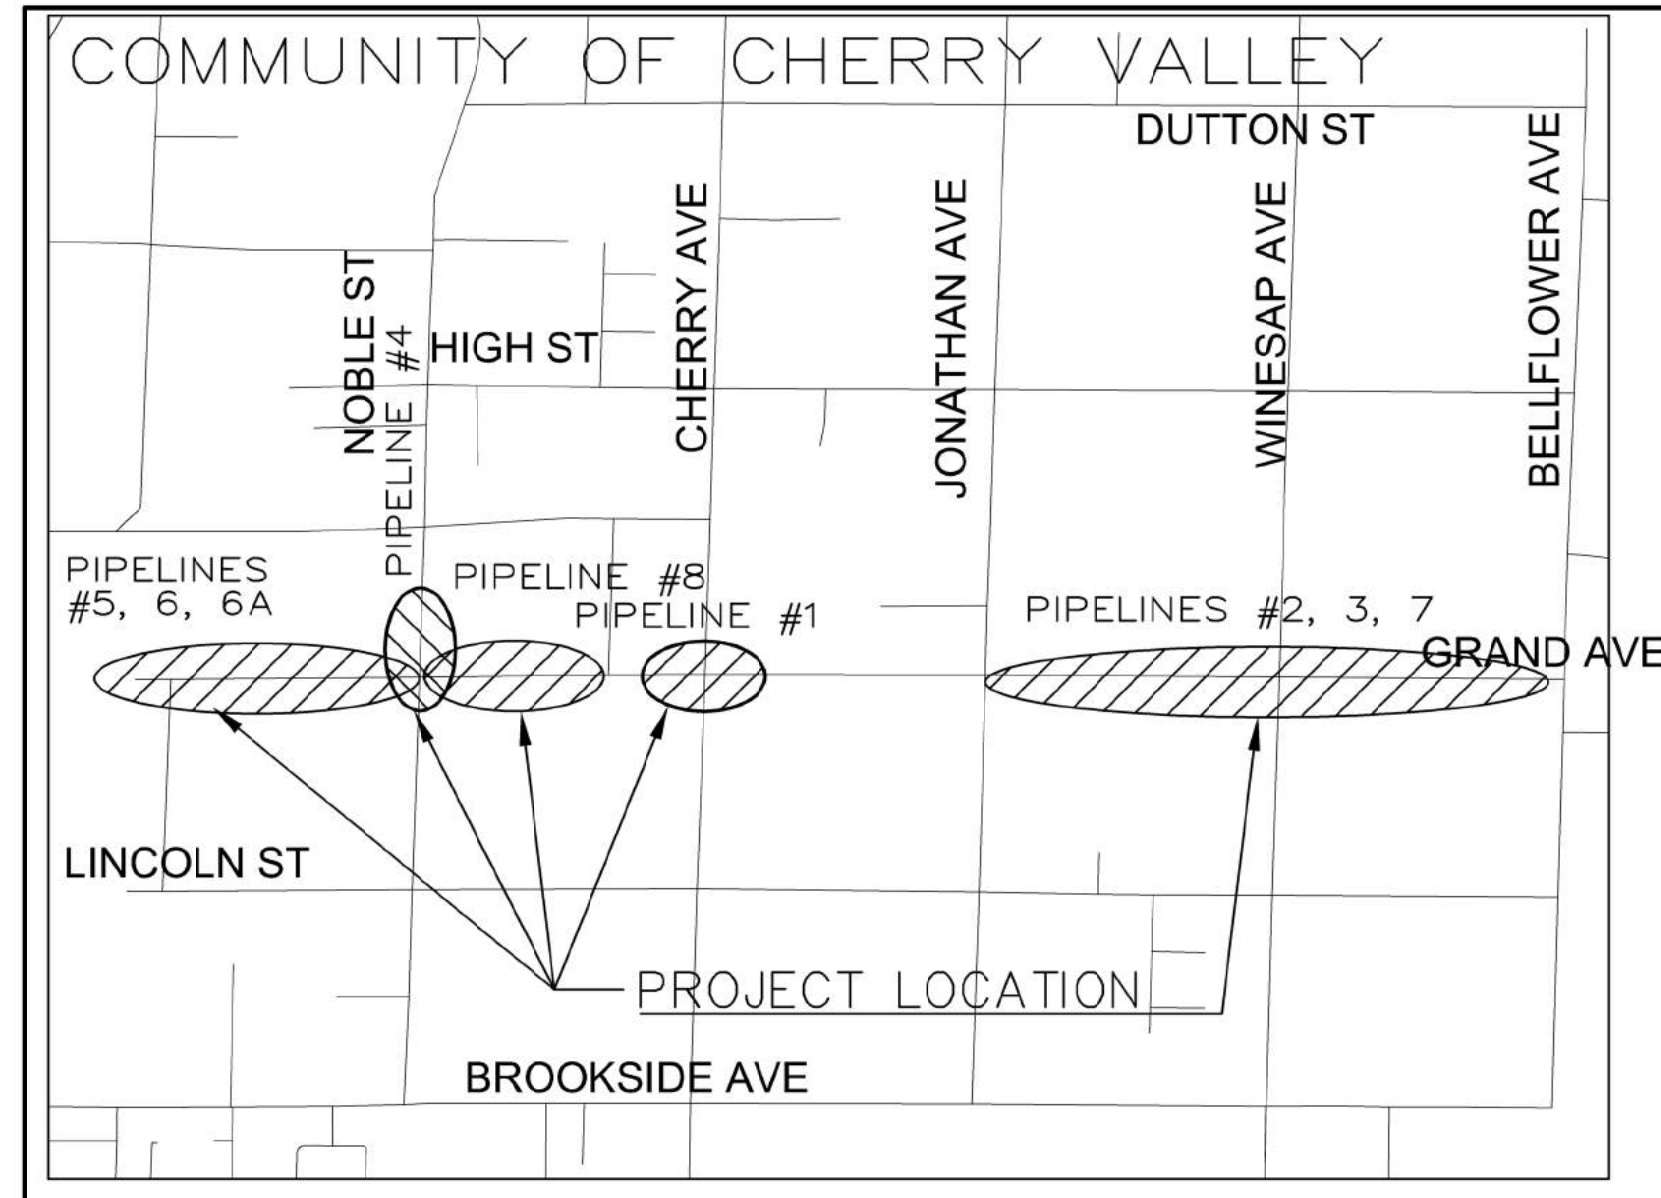 COMMUNITY OF CHERRY VALLEY
DUTTON ST
NOBLE ST
PIPELINE #4
HIGH ST
CHERRY AVE
JONATHAN AVE
WINESAP AVE
BELLFLOWER AVE
PIPELINES
#5, 6, 6A
PIPELINE #8
PIPELINE #1
PIPELINES #2, 3, 7
GRAND AVE
LINCOLN ST
PROJECT LOCATION
BROOKSIDE AVE